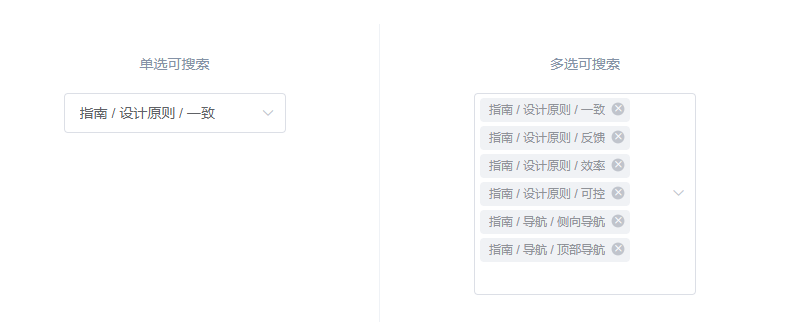 单选可搜索
指南 / 设计原则 / 一致
多选可搜索
指南 / 设计原则 / 一致
指南 / 设计原则 / 反馈
指南 / 设计原则 / 效率
指南 / 设计原则 / 可控
指南 / 导航 / 侧向导航
指南 / 导航 / 顶部导航